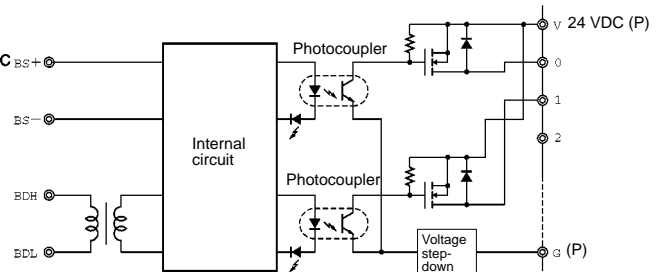 V 24 VDC (P)
Photocoupler
C BS+
0
1
BS−
2
Internal
circuit
Photocoupler
BDH
Voltage
step-
down
BDL
G (P)